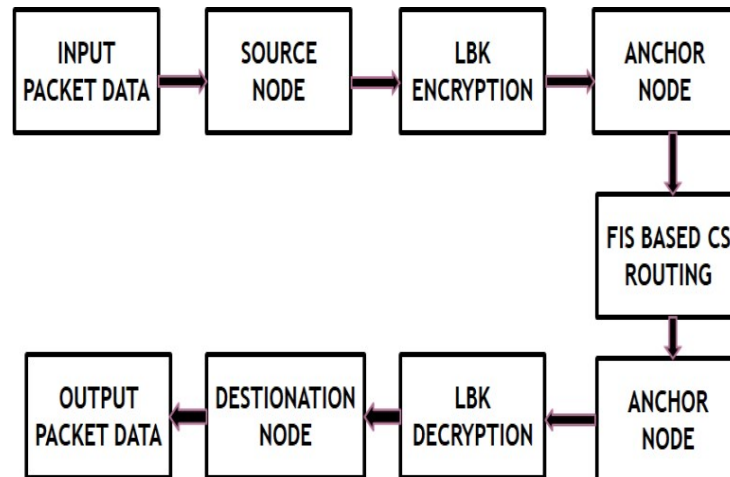 INPUT
PACKET DATA
SOURCE
NODE
LBK
ENCRYPTION
ANCHOR
NODE
FIS BASED CS
ROUTING
ANCHOR
NODE
LBK
DECRYPTION
DESTIONATION
NODE
OUTPUT
PACKET DATA